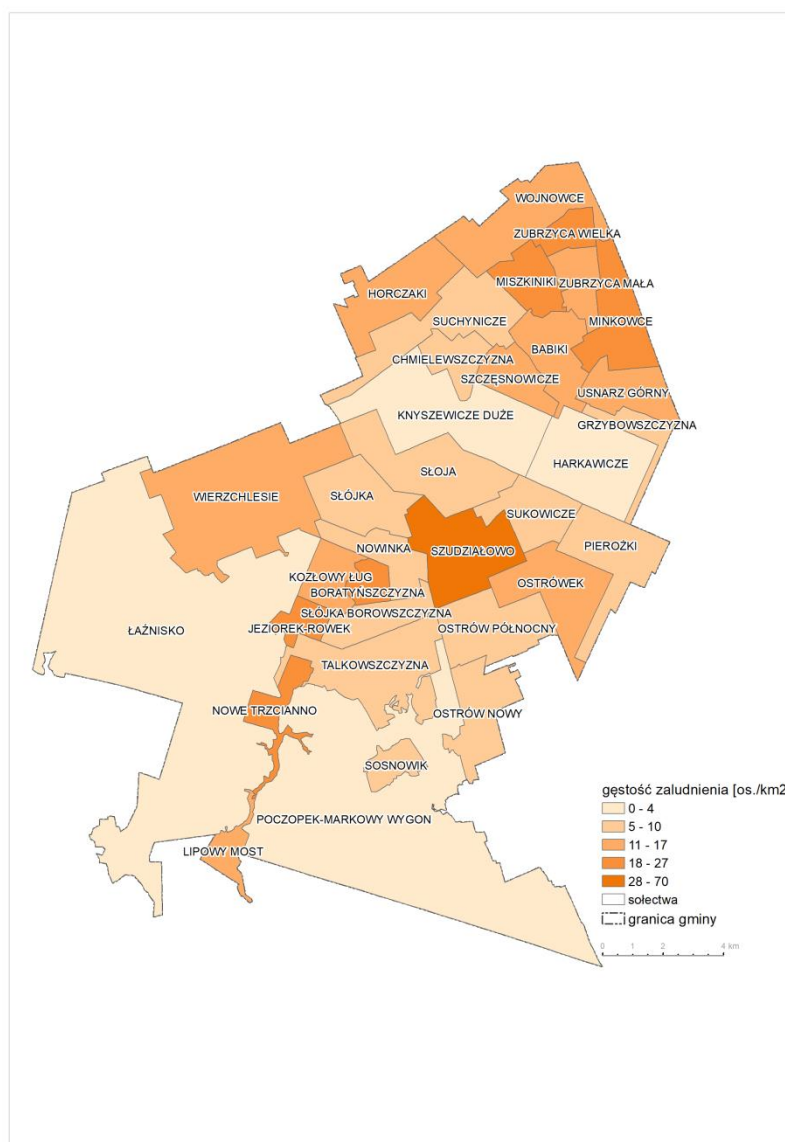 WOJNOWCE
ZUBRZYCA WIELKA
MISZKINIKI
ZUBRZYCA MAŁA
HORCZAKI
SUCHYNICZE
MINKOWCE
BABIKI
CHMIELEWSZCZYZNA
SZCZĘSNOWICZE
USNARZ GÓRNY
KNYSZEWICZE DUŻE
GRZYBOWSZCZYZNA
HARKAWICZE
SŁOJA
WIERZCHLESIE
SŁÓJKA
SUKOWICZE
NOWINKA
SZUDZIAŁOWO
PIEROŻKI
KOZŁOWY ŁUG
OSTRÓWEK
BORATYŃSZCZYZNA
ŁAŹNISKO
SŁÓJKA BOROWSZCZYZNA
JEZIOREK-ROWEK
OSTRÓW PÓŁNOCNY
TALKOWSZCZYZNA
NOWE TRZCIANNO
OSTRÓW NOWY
SOSNOWIK
POCZOPEK-MARKOWY WYGON
LIPOWY MOST
gęstość zaludnienia [os./km2
0 - 4
5 - 10
11 - 17
18 - 27
28 - 70
sołectwa
granica gminy
0 1 2 4 km